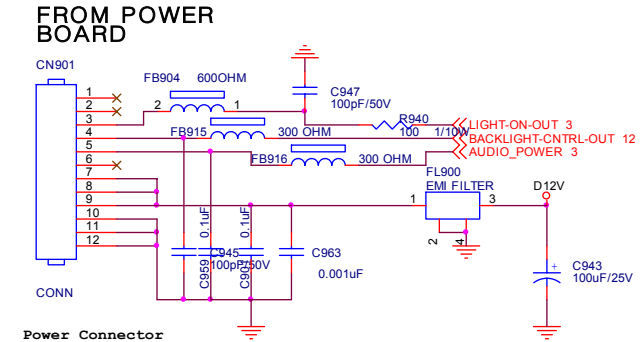 FROM POWER
BOARD
CN901
1
2
3
4
5
6
7
8
9
10
11
12
CONN
FB904 600OHM
2 1
C947
100pF/50V
R940
100 1/10W
LIGHT-ON-OUT 3
BACKLIGHT-CNTRL-OUT 12
AUDIO_POWER 3
FB915 300 OHM
FB916 300 OHM
FL900
EMI FILTER
1 3
2 4
D12V
C959 0.1uF
C945
100pF/50V
C901 0.1uF
C963
0.001uF
+
C943
100uF/25V
Power Connector